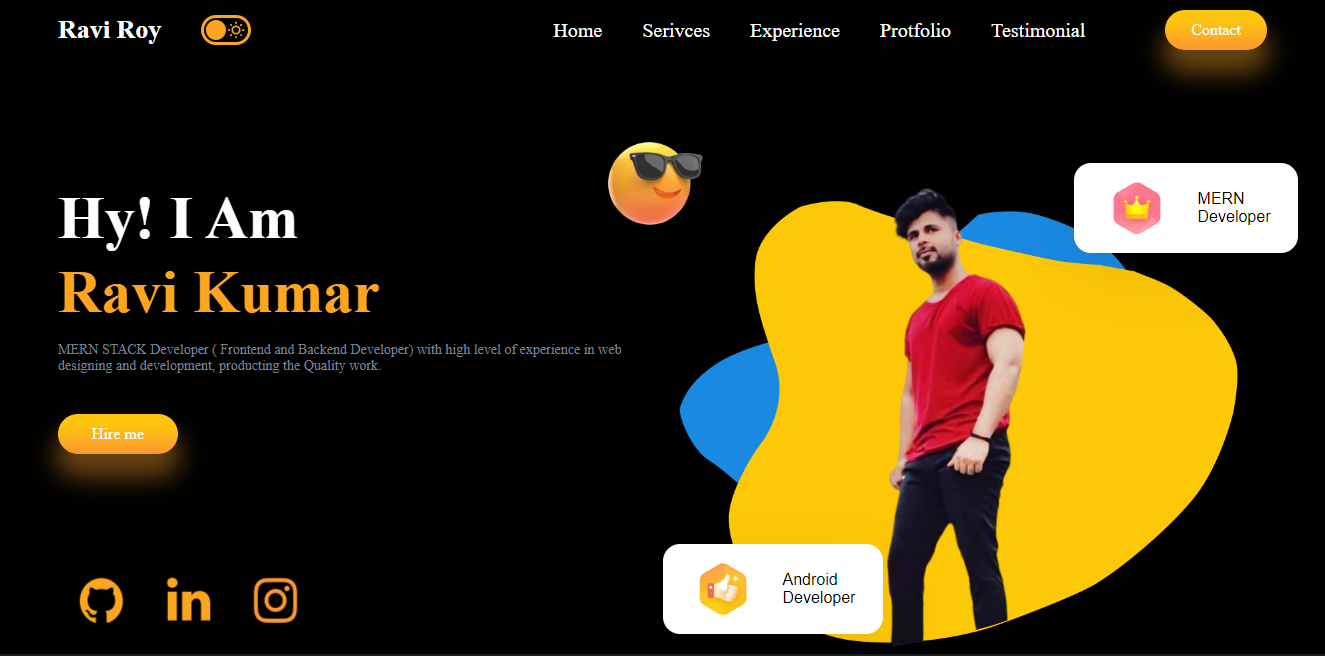 Ravi Roy
Home Serivces Experience Protfolio Testimonial Contact
Hy! I Am
Ravi Kumar
MERN STACK Developer ( Frontend and Backend Developer) with high level of experience in web
designing and development, producting the Quality work.
Hire me
MERN
Developer
Android
Developer
in